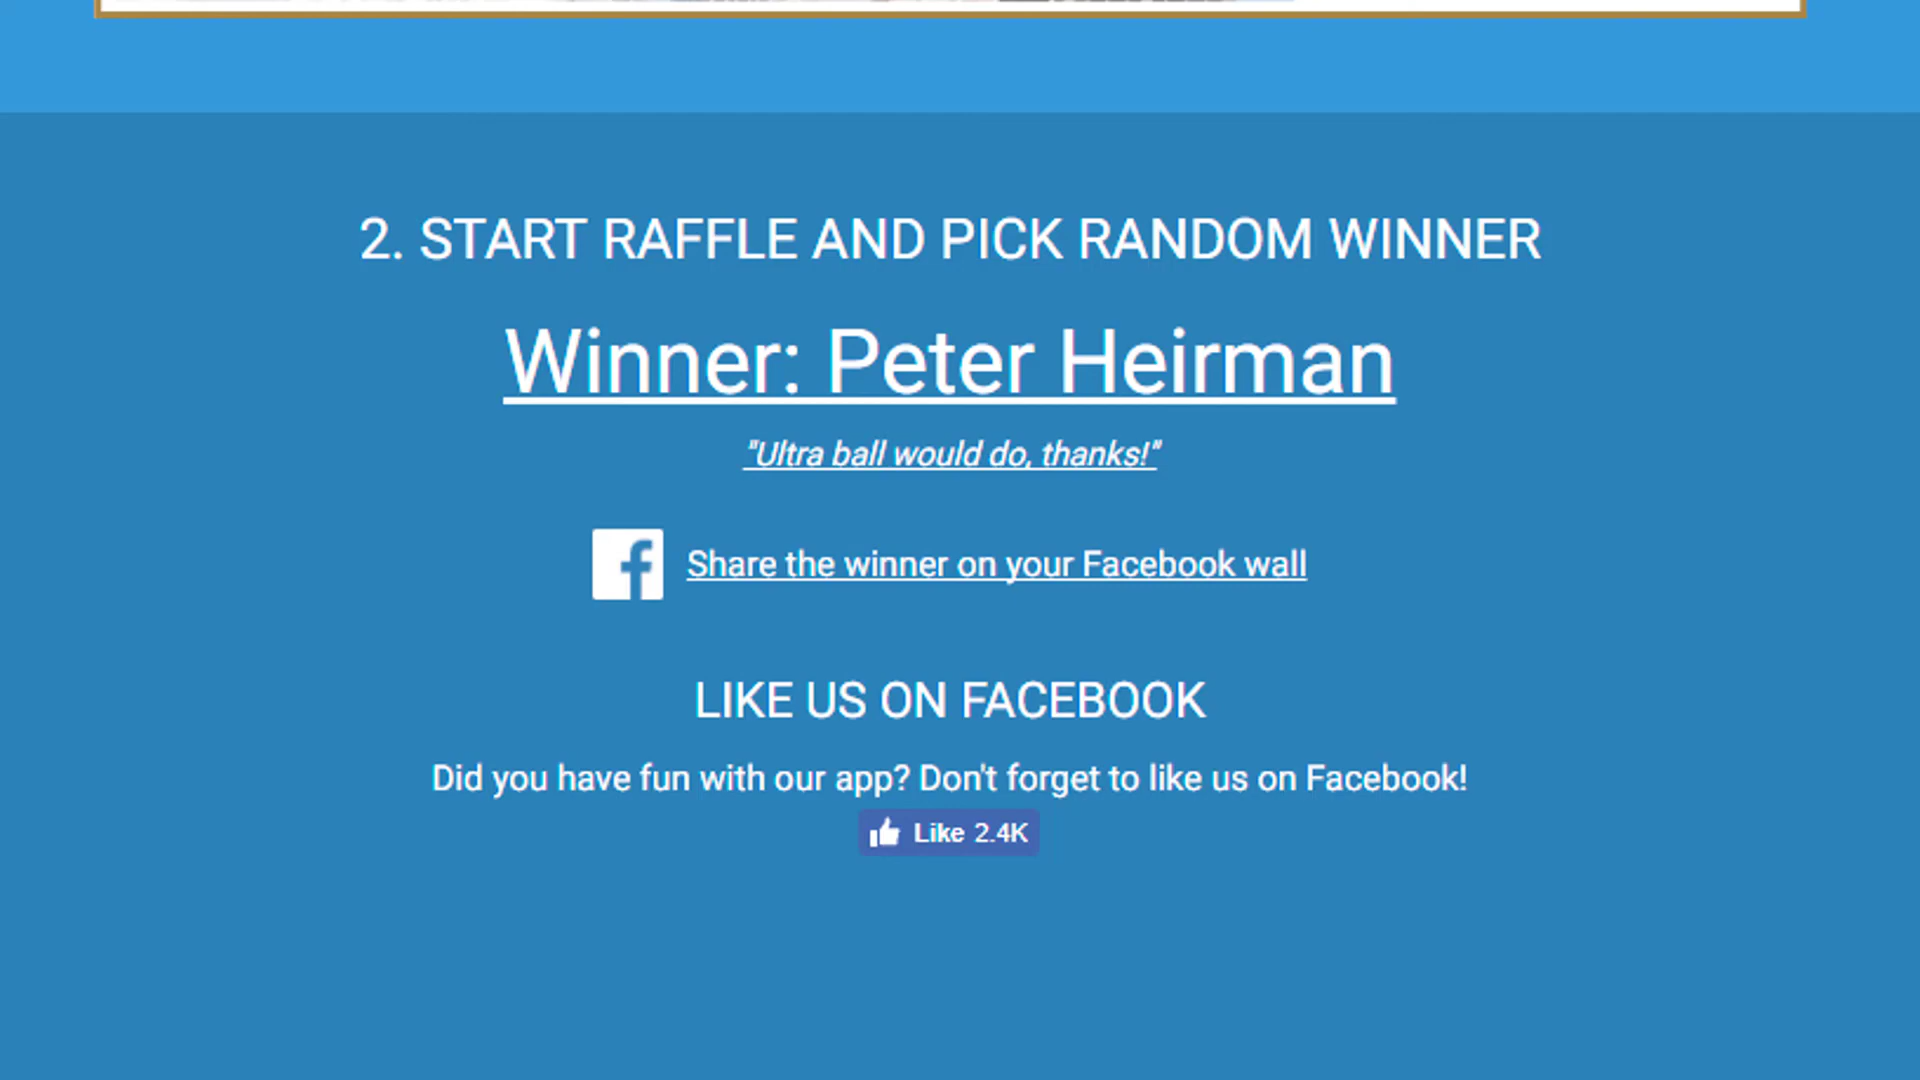 2. START RAFFLE AND PICK RANDOM WINNER
Winner: Peter Heirman
"Ultra ball would do, thanks!"
Share the winner on your Facebook wall
LIKE US ON FACEBOOK
Did you have fun with our app? Don't forget to like us on Facebook!
Like 2.4K